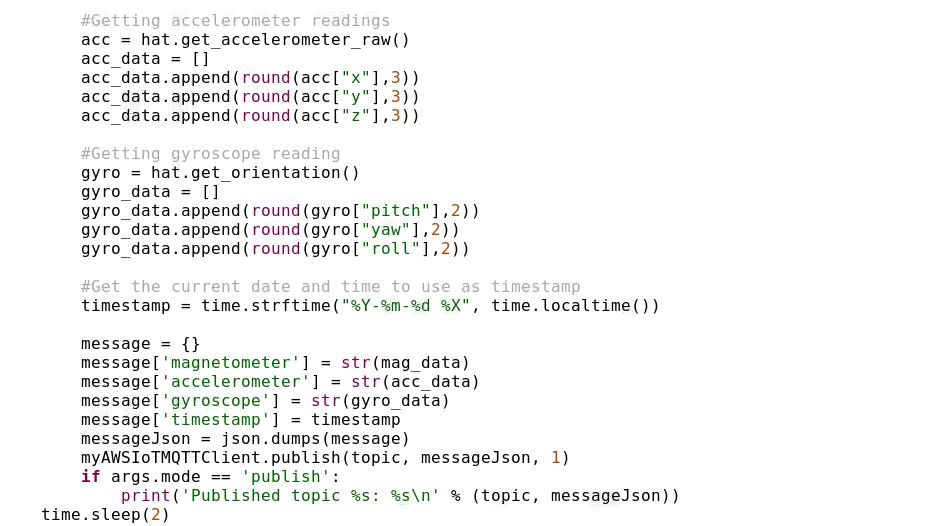 #Getting accelerometer readings
        acc = hat.get_accelerometer_raw()
        acc_data = []
        acc_data.append(round(acc["x"],3))
        acc_data.append(round(acc["y"],3))
        acc_data.append(round(acc["z"],3))

        #Getting gyroscope reading
        gyro = hat.get_orientation()
        gyro_data = []
        gyro_data.append(round(gyro["pitch"],2))
        gyro_data.append(round(gyro["yaw"],2))
        gyro_data.append(round(gyro["roll"],2))

        #Get the current date and time to use as timestamp
        timestamp = time.strftime("%Y-%m-%d %X", time.localtime())

        message = {}
        message['magnetometer'] = str(mag_data)
        message['accelerometer'] = str(acc_data)
        message['gyroscope'] = str(gyro_data)
        message['timestamp'] = timestamp
        messageJson = json.dumps(message)
        myAWSIoTMQTTClient.publish(topic, messageJson, 1)
        if args.mode == 'publish':
            print('Published topic %s: %s\n' % (topic, messageJson))
    time.sleep(2)